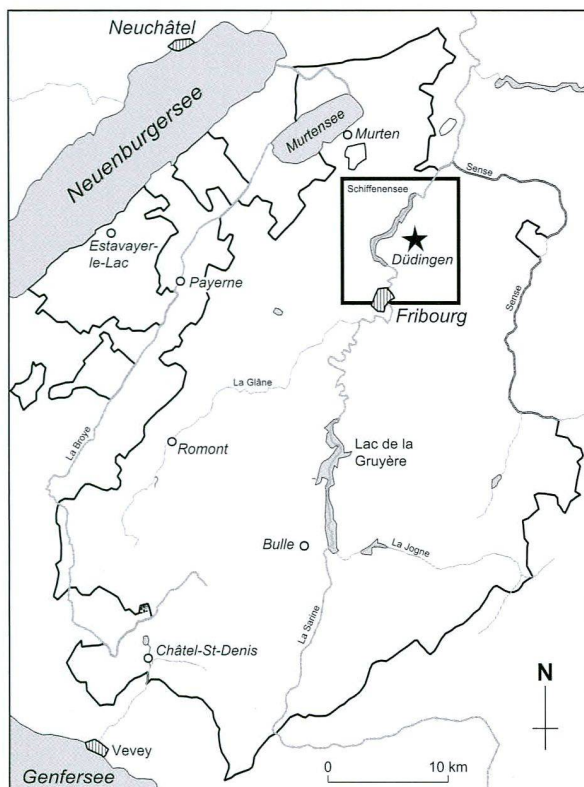 Neuchâtel
Neuenburgersee
Murtensee
Murten
Sense
Schiffenensee
Estavayer-
le-Lac
Düdingen
Sense
Payerne
Fribourg
La Glâne
La Broye
Romont
Lac de la
Gruyère
Bulle
La Jogne
La Sarine
Châtel-St-Denis
N
Vevey
0 10 km
Genfersee